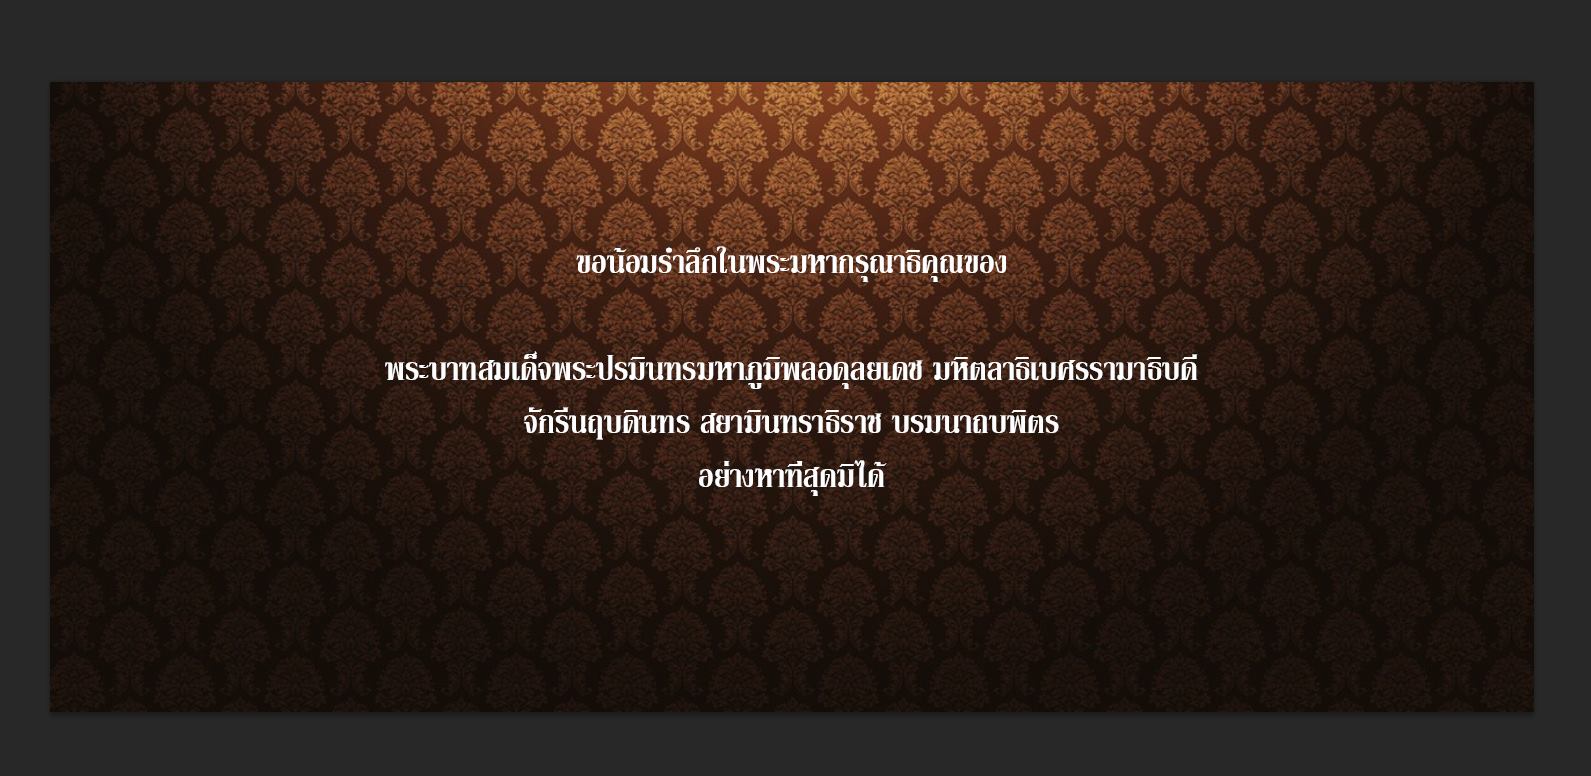 ขอน้อมรำลึกในพระมหากรุณาธิคุณของ
พระบาทสมเด็จพระปรมินทรมหาภูมิพลอดุลยเดช มหิตลาธิเบศรรามาธิบดี
จักรีนฤบดินทร สยามินทราธิราช บรมนาถบพิตร
อย่างหาที่สุดมิได้